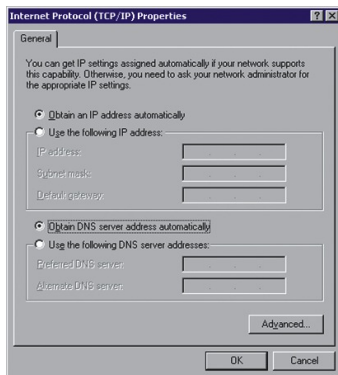 Internet Protocol (TCP/IP) Properties
General
You can get IP settings assigned automatically if your network supports
this capability. Otherwise, you need to ask your network administrator for
the appropriate IP settings.
Obtain an IP address automatically
Use the following IP address:
IP address:
Subnet mask:
Default gateway:
Obtain DNS server address automatically
Use the following DNS server addresses:
Preferred DNS server:
Alternate DNS server:
Advanced...
OK Cancel